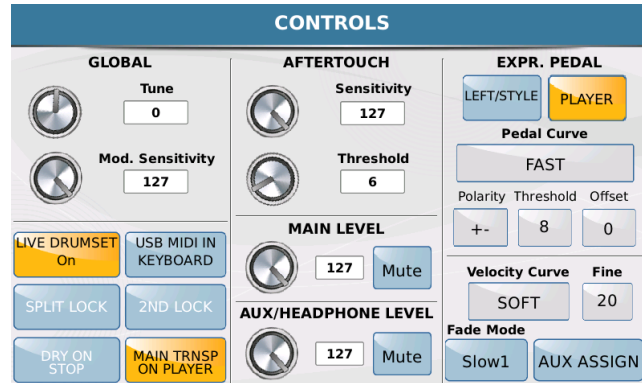 CONTROLS
GLOBAL
Tune
0
Mod. Sensitivity
127
LIVE DRUMSET
On
USB MIDI IN
KEYBOARD
SPLIT LOCK
2ND LOCK
DRY ON
STOP
MAIN TRNSP
ON PLAYER
AFTERTOUCH
Sensitivity
127
Threshold
6
MAIN LEVEL
127
Mute
AUX/HEADPHONE LEVEL
127
Mute
EXPR. PEDAL
LEFT/STYLE
PLAYER
Pedal Curve
FAST
Polarity Threshold Offset
+- 8 0
Velocity Curve Fine
SOFT 20
Fade Mode
Slow1
AUX ASSIGN